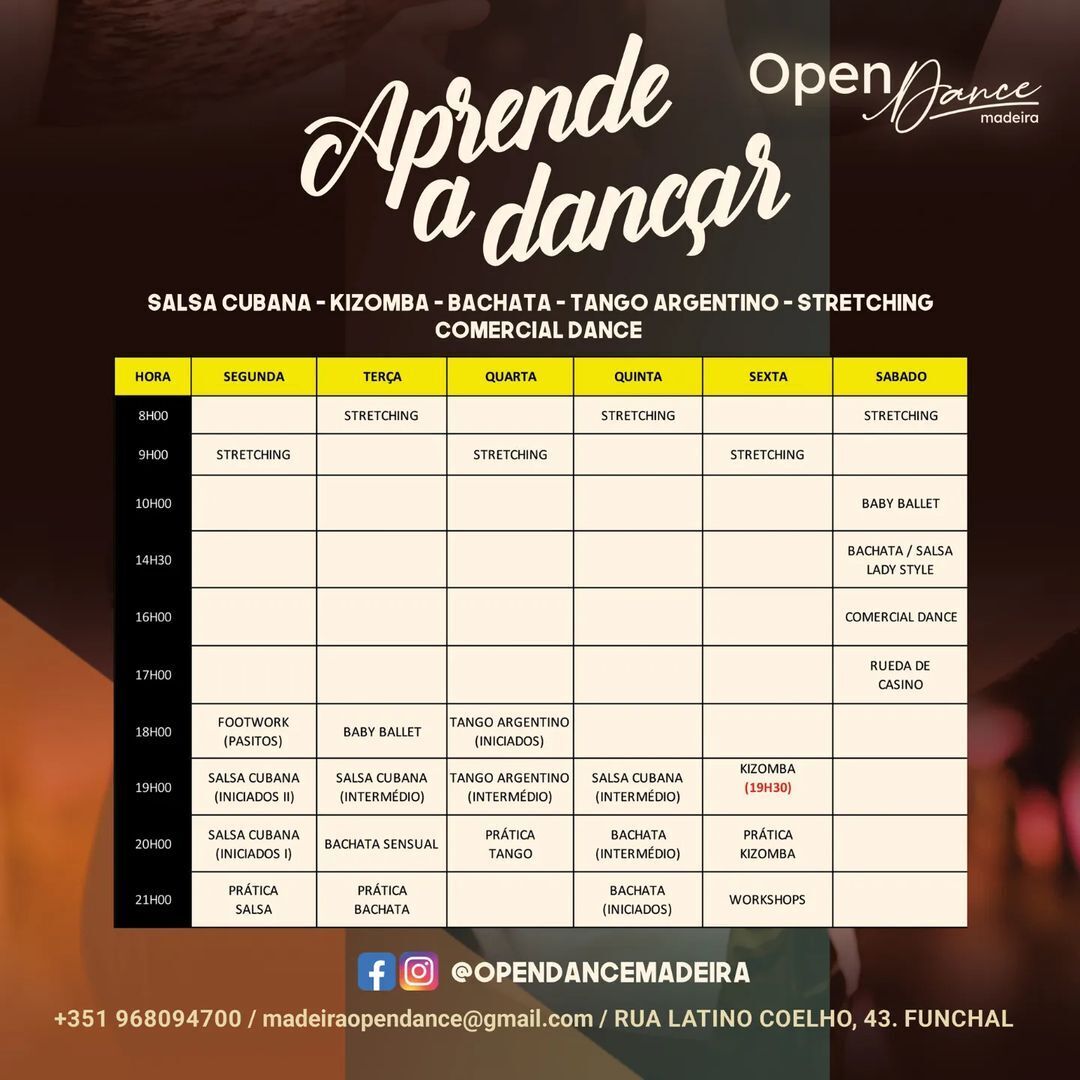 Aprende
a dançar
Open Dance
madeira
SALSA CUBANA - KIZOMBA - BACHATA - TANGO ARGENTINO - STRETCHING
COMERCIAL DANCE
HORA SEGUNDA TERÇA QUARTA QUINTA SEXTA SABADO
8H00 STRETCHING STRETCHING STRETCHING
9H00 STRETCHING STRETCHING STRETCHING
10H00 BABY BALLET
14H30 BACHATA / SALSA
LADY STYLE
16H00 COMERCIAL DANCE
17H00 RUEDA DE
CASINO
18H00 FOOTWORK
(PASITOS)
BABY BALLET
TANGO ARGENTINO
(INICIADOS)
19H00 SALSA CUBANA
(INICIADOS II)
SALSA CUBANA
(INTERMÉDIO)
TANGO ARGENTINO
(INTERMÉDIO)
SALSA CUBANA
(INTERMÉDIO)
KIZOMBA
(19H30)
20H00 SALSA CUBANA
(INICIADOS I)
BACHATA SENSUAL
PRÁTICA
TANGO
BACHATA
(INTERMÉDIO)
PRÁTICA
KIZOMBA
21H00 PRÁTICA
SALSA
PRÁTICA
BACHATA
BACHATA
(INICIADOS)
WORKSHOPS
@OPENDANCEMADEIRA
+351 968094700 / madeiraopendance@gmail.com / RUA LATINO COELHO, 43. FUNCHAL